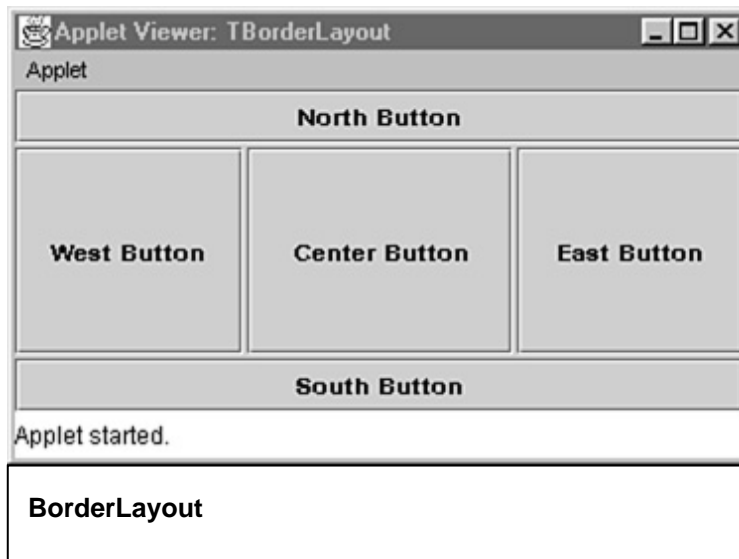 Applet Viewer: TBorderLayout
Applet
North Button
West Button Center Button East Button
South Button
Applet started.
BorderLayout